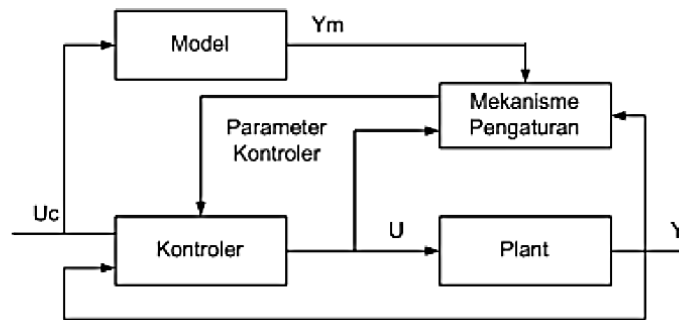 Ym
Model
Mekanisme
Pengaturan
Parameter
Kontroler
Uc
Kontroler
U
Plant
Y